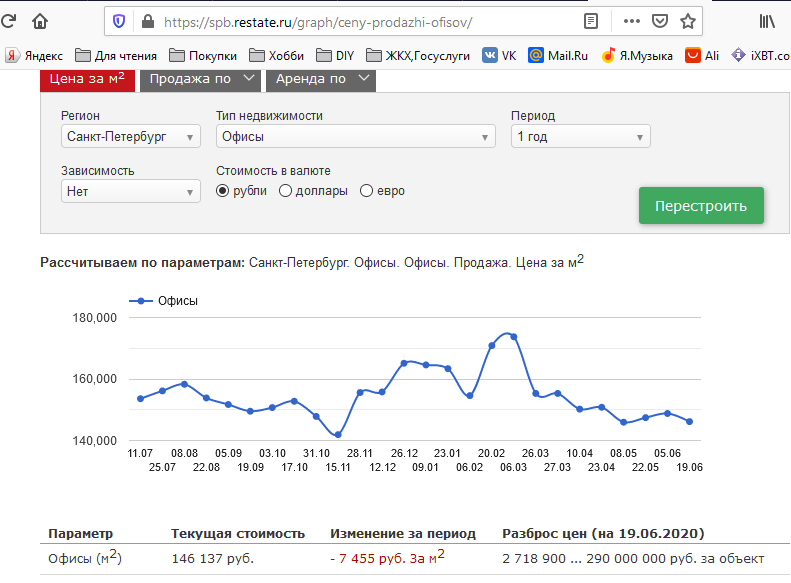 https://spb.restate.ru/graph/ceny-prodazhi-ofisov/
Яндекс Для чтения Покупки Хобби DIY ЖКХ,Госуслуги VK Mail.Ru Я.Музыка Ali iXBT.co
Цена за м² Продажа по Аренда по
Регион Тип недвижимости Период
Санкт-Петербург Офисы 1 год
Зависимость Стоимость в валюте
Нет рубли доллары евро
Перестроить
Рассчитываем по параметрам: Санкт-Петербург. Офисы. Офисы. Продажа. Цена за м²
Офисы
180,000
160,000
140,000
11.07 08.08 05.09 03.10 31.10 28.11 26.12 23.01 20.02 26.03 10.04 08.05 05.06
25.07 22.08 19.09 17.10 15.11 12.12 09.01 06.02 06.03 27.03 23.04 22.05 19.06
Параметр Текущая стоимость Изменение за период Разброс цен (на 19.06.2020)
Офисы (м²) 146 137 руб. - 7 455 руб. За м² 2 718 900 ... 290 000 000 руб. за объект